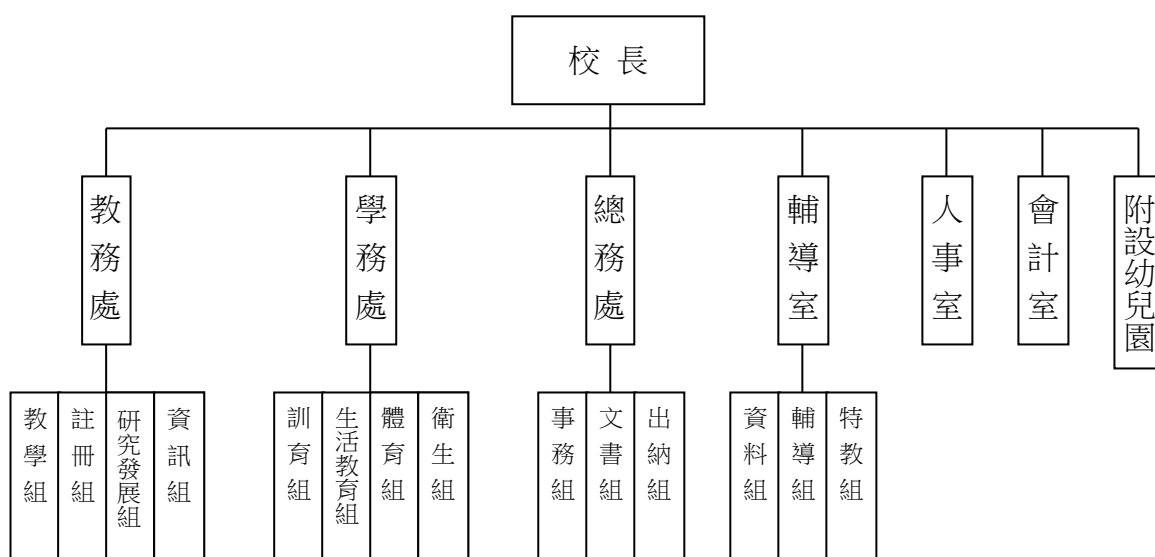 校長
教務處
學務處
總務處
輔導室
人事室
會計室
附設幼兒園
教學組
註冊組
研究發展組
資訊組
訓育組
生活教育組
體育組
衛生組
事務組
文書組
出納組
資料組
輔導組
特教組